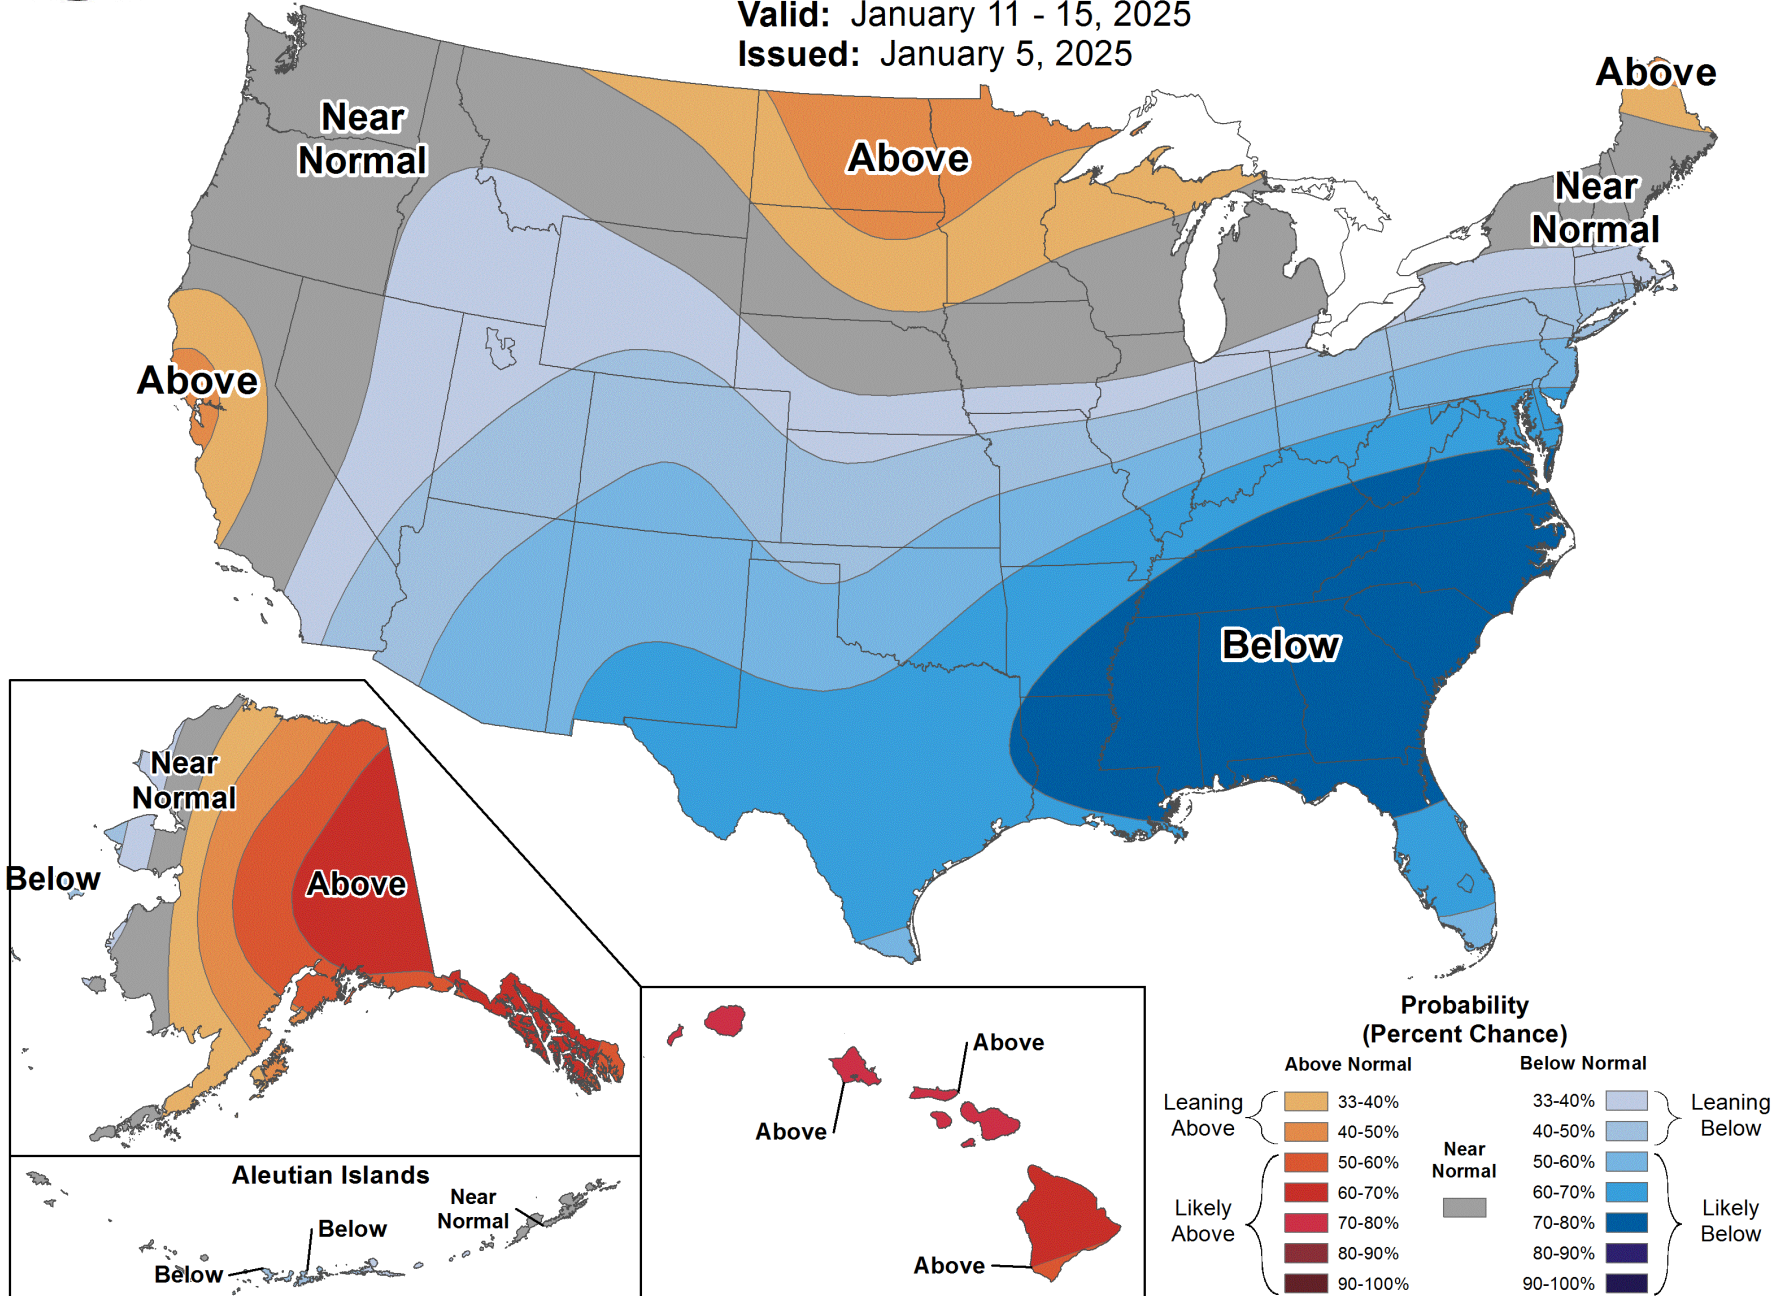 Valid: January 11 - 15, 2025
Issued: January 5, 2025
Above
Near
Normal
Above
Near
Normal
Above
Below
Near
Normal
Below
Above
Aleutian Islands
Near
Normal
Below
Below
Above
Above
Above
Probability
(Percent Chance)
Above Normal
Below Normal
Leaning
Above
33-40%
40-50%
Likely
Above
50-60%
60-70%
70-80%
80-90%
90-100%
Near
Normal
33-40%
40-50%
Leaning
Below
50-60%
60-70%
70-80%
80-90%
90-100%
Likely
Below